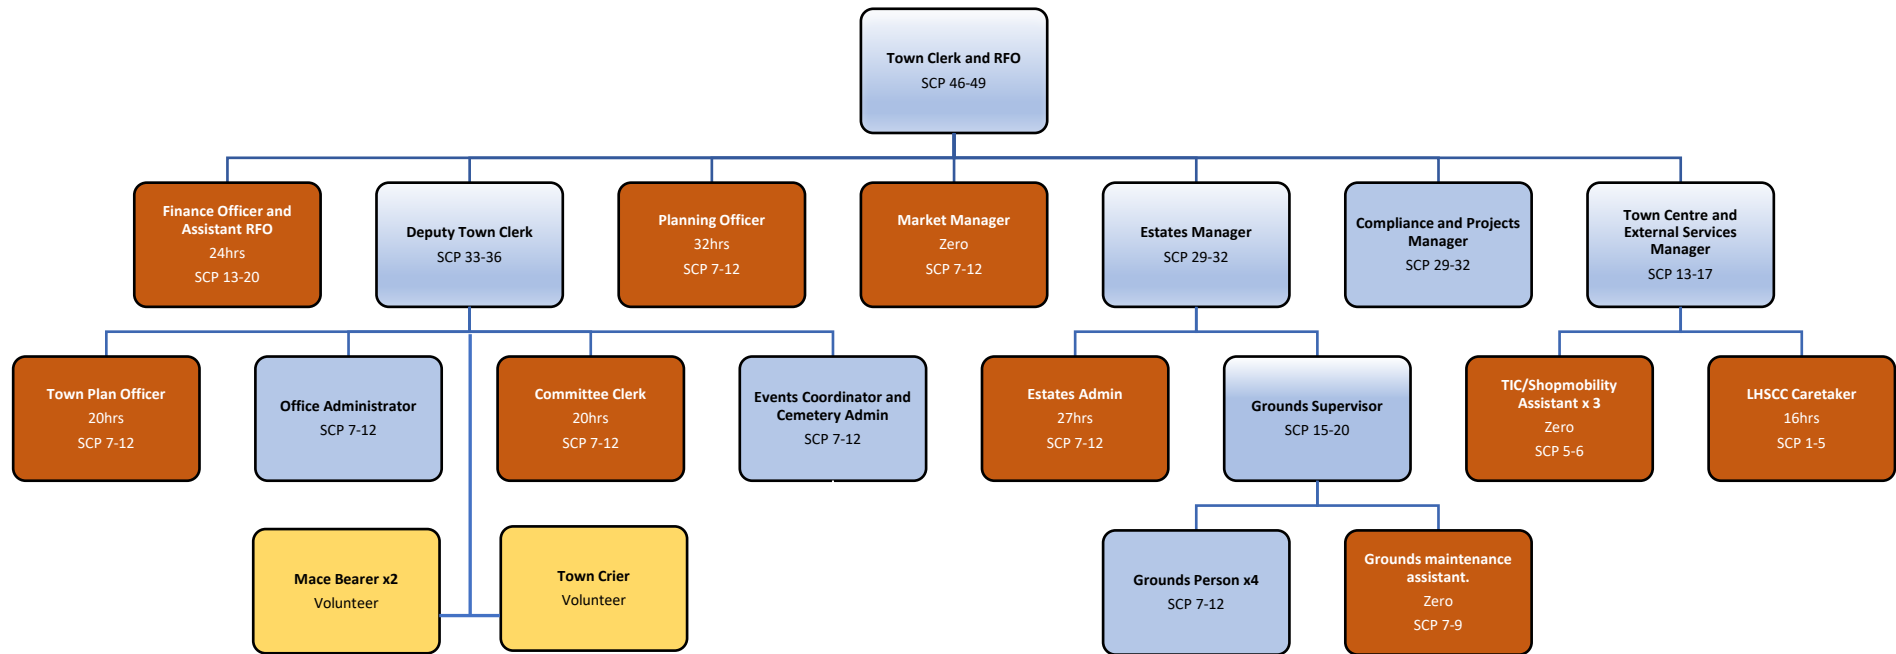 Town Clerk and RFO
SCP 46-49
Finance Officer and
Assistant RFO
24hrs
SCP 13-20
Deputy Town Clerk
SCP 33-36
Planning Officer
32hrs
SCP 7-12
Market Manager
Zero
SCP 7-12
Estates Manager
SCP 29-32
Compliance and Projects
Manager
SCP 29-32
Town Centre and
External Services
Manager
SCP 13-17
Town Plan Officer
20hrs
SCP 7-12
Office Administrator
SCP 7-12
Committee Clerk
20hrs
SCP 7-12
Events Coordinator and
Cemetery Admin
SCP 7-12
Estates Admin
27hrs
SCP 7-12
Grounds Supervisor
SCP 15-20
TIC/Shopmobility
Assistant x 3
Zero
SCP 5-6
LHSCC Caretaker
16hrs
SCP 1-5
Mace Bearer x2
Volunteer
Town Crier
Volunteer
Grounds Person x4
SCP 7-12
Grounds maintenance
assistant.
Zero
SCP 7-9